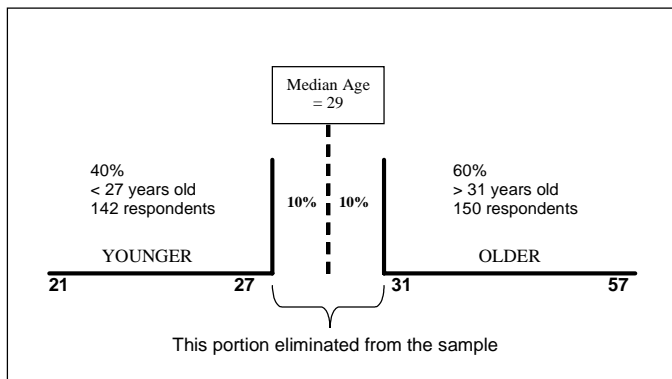 Median Age
= 29
40%
< 27 years old
142 respondents
10%
10%
60%
> 31 years old
150 respondents
YOUNGER
OLDER
21
27
31
57
This portion eliminated from the sample